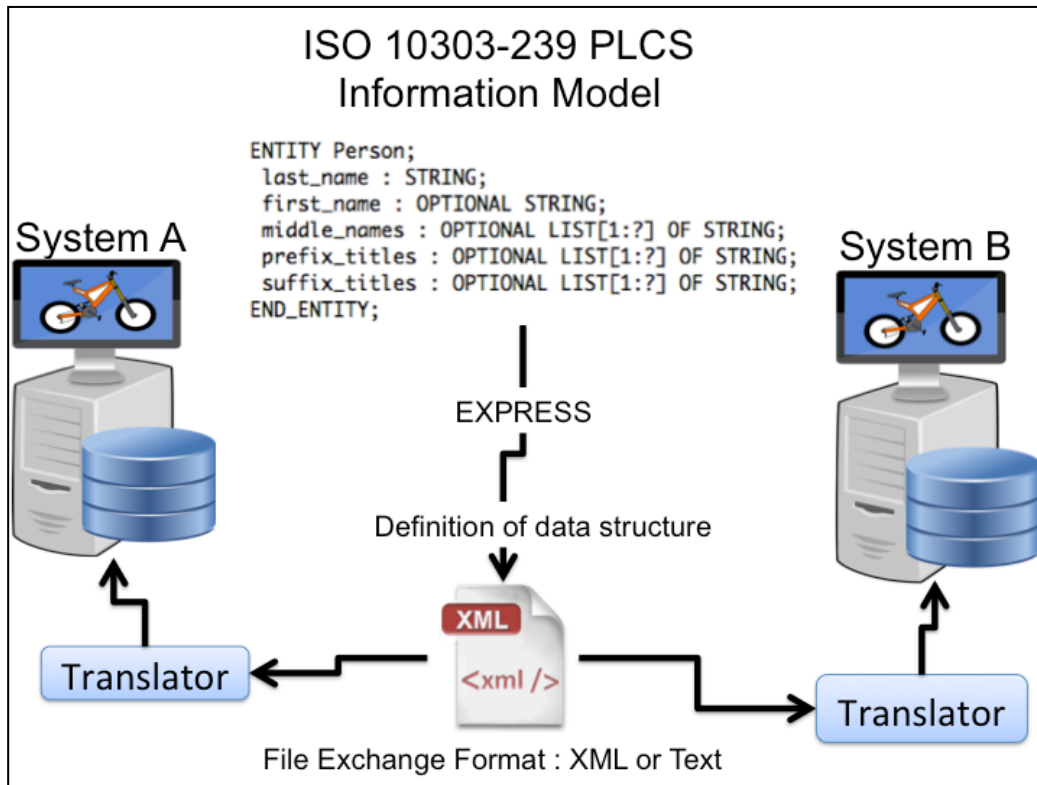 ISO 10303-239 PLCS
Information Model
ENTITY Person;
last_name : STRING;
first_name : OPTIONAL STRING;
middle_names : OPTIONAL LIST[1:?] OF STRING;
prefix_titles : OPTIONAL LIST[1:?] OF STRING;
suffix_titles : OPTIONAL LIST[1:?] OF STRING;
END_ENTITY;
System A
System B
EXPRESS
Definition of data structure
XML
<xml />
Translator
Translator
File Exchange Format : XML or Text